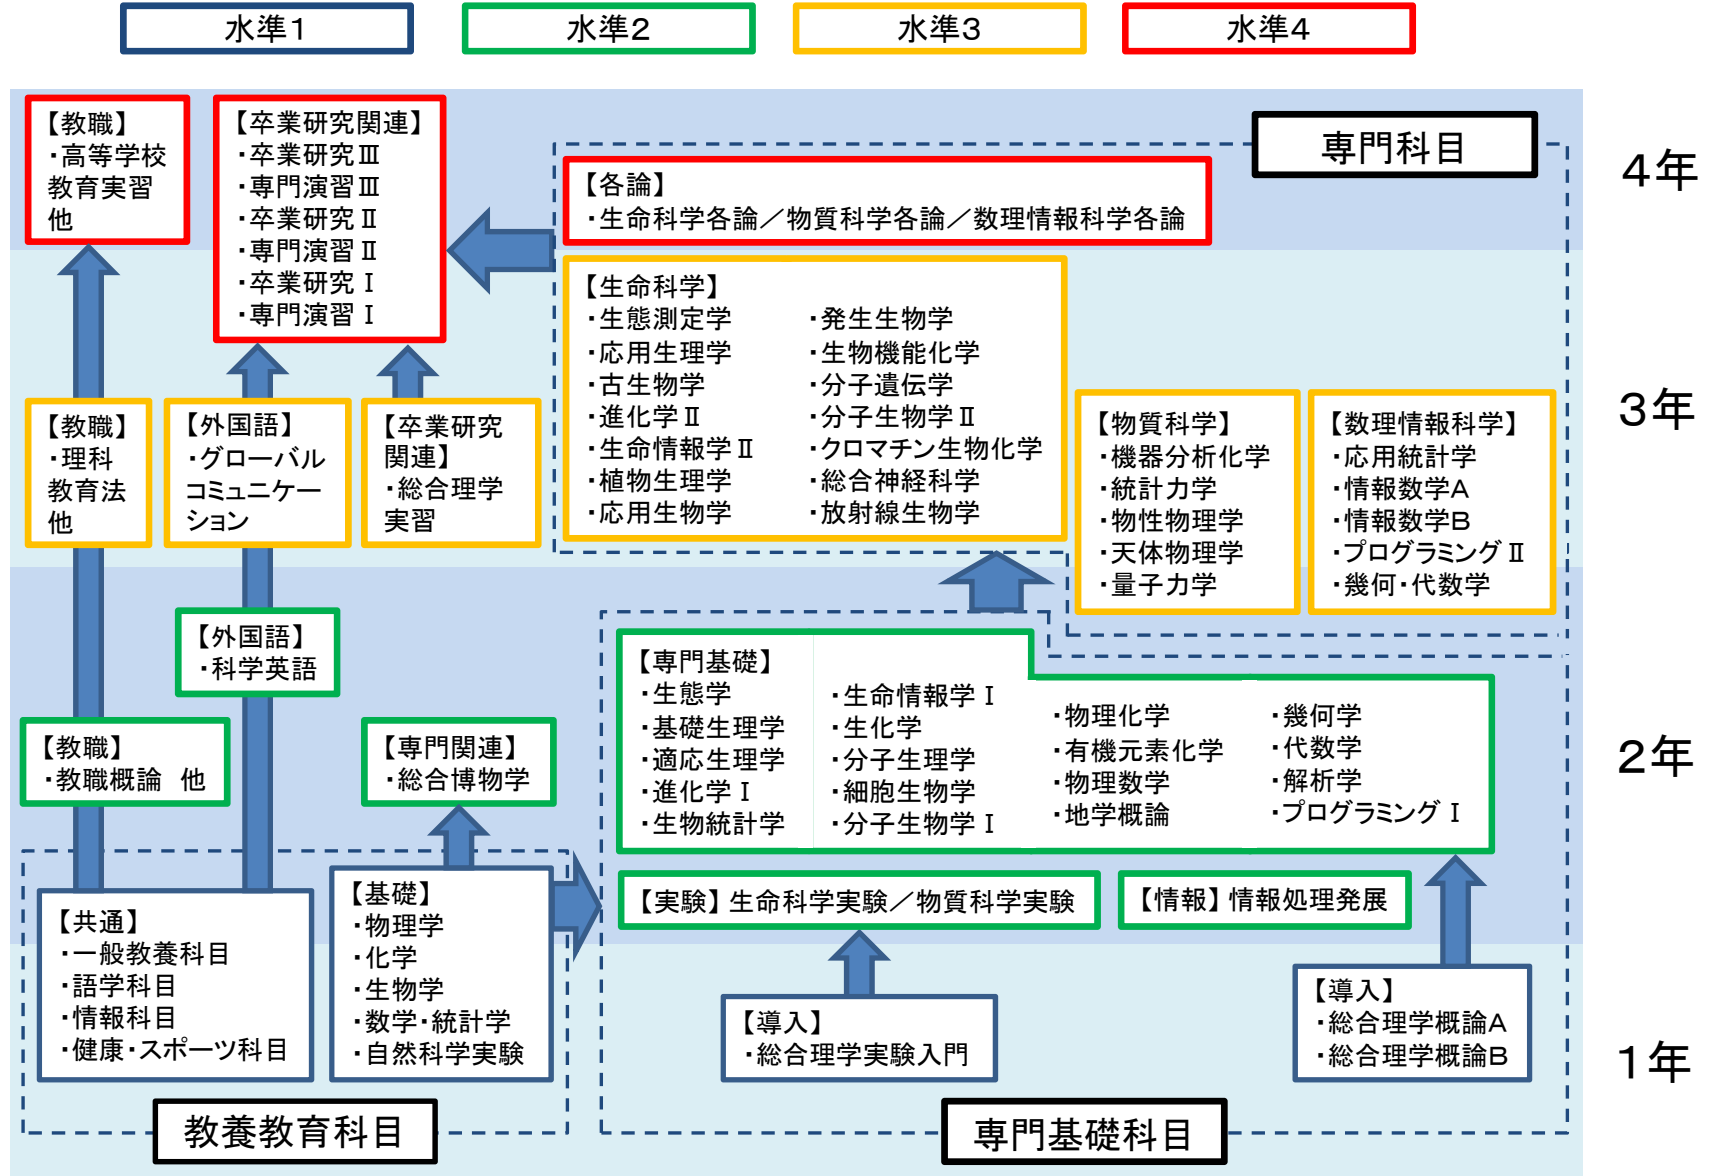 水準1
水準2
水準3
水準4
【教職】
・高等学校
教育実習
他
【卒業研究関連】
・卒業研究Ⅲ
・専門演習Ⅲ
・卒業研究Ⅱ
・専門演習Ⅱ
・卒業研究Ⅰ
・専門演習Ⅰ
専門科目
【各論】
・生命科学各論／物質科学各論／数理情報科学各論
4年
【生命科学】
・生態測定学
・応用生理学
・古生物学
・進化学Ⅱ
・生命情報学Ⅱ
・植物生理学
・応用生物学
・発生生物学
・生物機能化学
・分子遺伝学
・分子生物学Ⅱ
・クロマチン生物化学
・総合神経科学
・放射線生物学
【教職】
・理科
教育法
他
【外国語】
・グローバル
コミュニケー
ション
【卒業研究
関連】
・総合理学
実習
【物質科学】
・機器分析化学
・統計力学
・物性物理学
・天体物理学
・量子力学
【数理情報科学】
・応用統計学
・情報数学A
・情報数学B
・プログラミングⅡ
・幾何・代数学
3年
【外国語】
・科学英語
【教職】
・教職概論 他
【専門関連】
・総合博物学
【専門基礎】
・生態学
・基礎生理学
・適応生理学
・進化学Ⅰ
・生物統計学
・生命情報学Ⅰ
・生化学
・分子生理学
・細胞生物学
・分子生物学Ⅰ
・物理化学
・有機元素化学
・物理数学
・地学概論
・幾何学
・代数学
・解析学
・プログラミングⅠ
2年
【実験】生命科学実験／物質科学実験
【情報】情報処理発展
【共通】
・一般教養科目
・語学科目
・情報科目
・健康・スポーツ科目
【基礎】
・物理学
・化学
・生物学
・数学・統計学
・自然科学実験
【導入】
・総合理学実験入門
【導入】
・総合理学概論A
・総合理学概論B
1年
教養教育科目
専門基礎科目